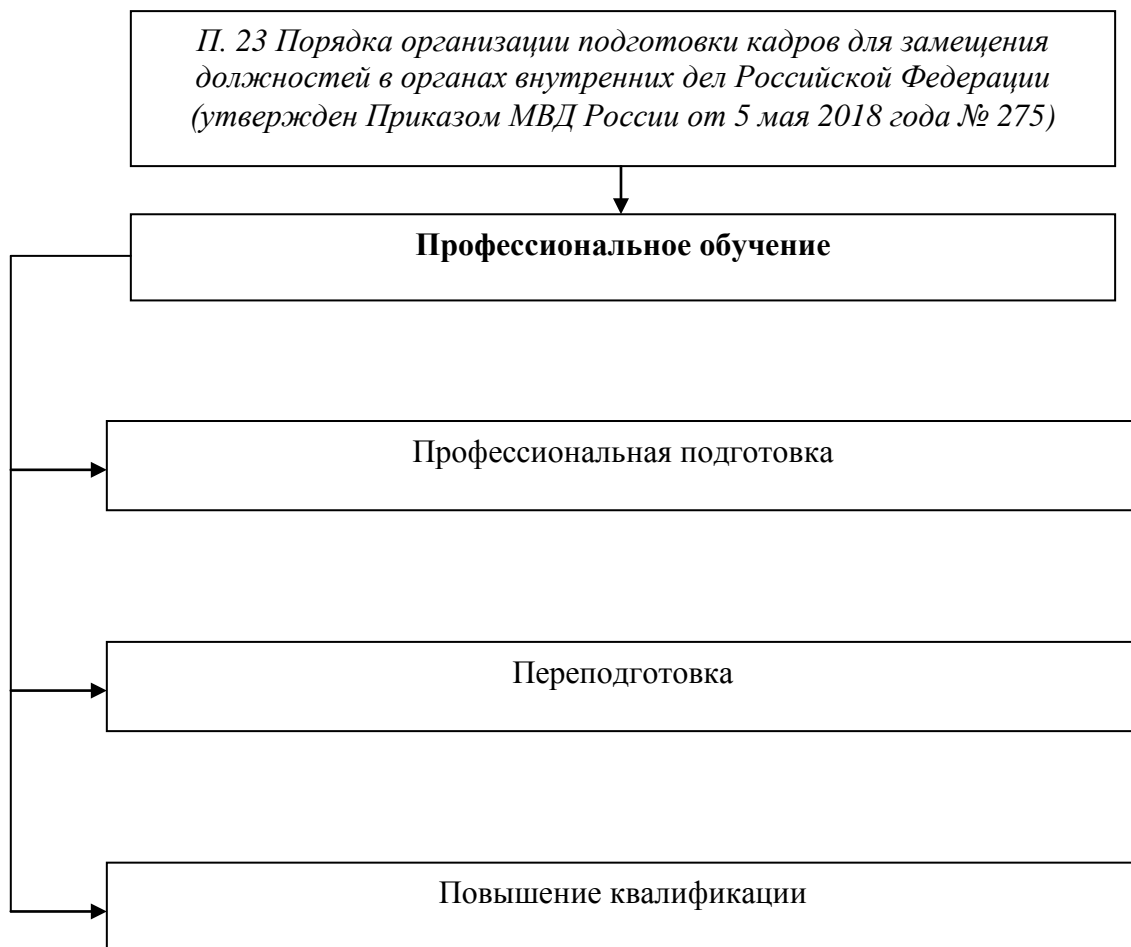 П. 23 Порядка организации подготовки кадров для замещения
должностей в органах внутренних дел Российской Федерации
(утвержден Приказом МВД России от 5 мая 2018 года № 275)
Профессиональное обучение
Профессиональная подготовка
Переподготовка
Повышение квалификации